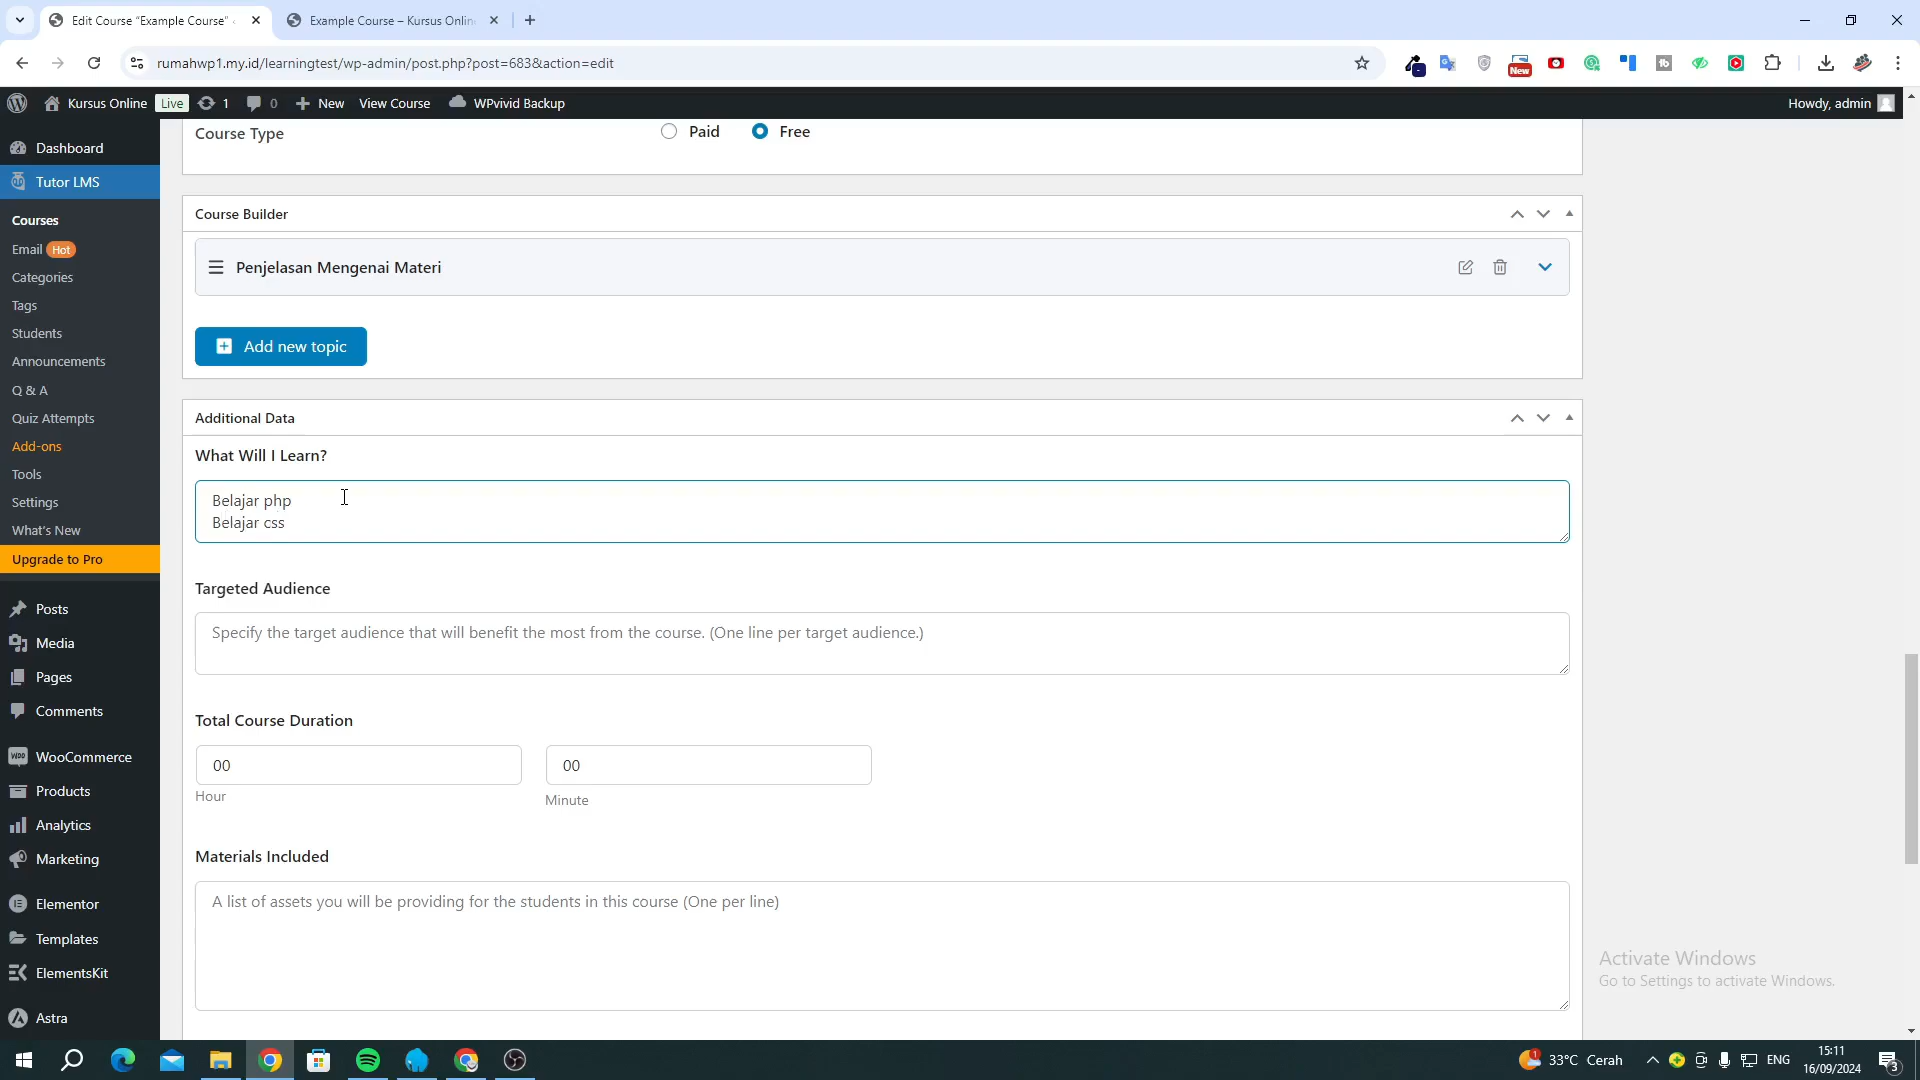 Edit Course “Example Course”
Example Course – Kursus Onlin
rumahwp1.my.id/learningtest/wp-admin/post.php?post=683&action=edit
New
Kursus Online
Live
1
0
New
View Course
WPvivid Backup
Howdy, admin
Dashboard
Tutor LMS
Courses
Email Hot
Categories
Tags
Students
Announcements
Q & A
Quiz Attempts
Add-ons
Tools
Settings
What's New
Upgrade to Pro
Posts
Media
Pages
Comments
WooCommerce
Products
Analytics
Marketing
Elementor
Templates
ElementsKit
Astra
Course Type
Paid
Free
Course Builder
Penjelasan Mengenai Materi
Add new topic
Additional Data
What Will I Learn?
Belajar php
Belajar css
Targeted Audience
Specify the target audience that will benefit the most from the course. (One line per target audience.)
Total Course Duration
00
00
Hour
Minute
Materials Included
A list of assets you will be providing for the students in this course (One per line)
Activate Windows
Go to Settings to activate Windows.
33°C Cerah
ENG
15:11
16/09/2024
3